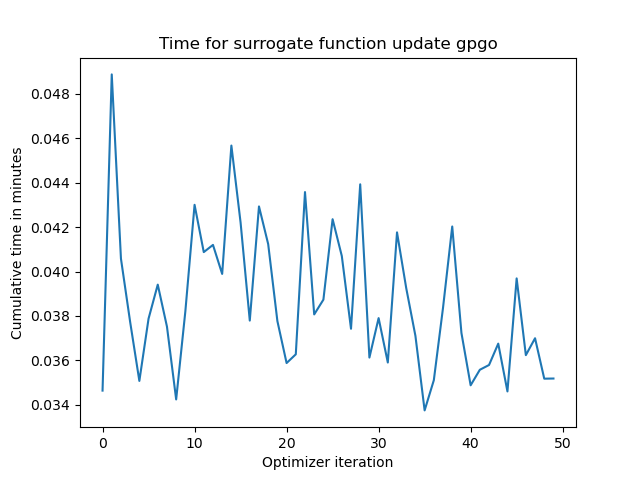 Time for surrogate function update gpgo
Cumulative time in minutes
0.048
0.046
0.044
0.042
0.040
0.038
0.036
0.034
0 10 20 30 40 50
Optimizer iteration